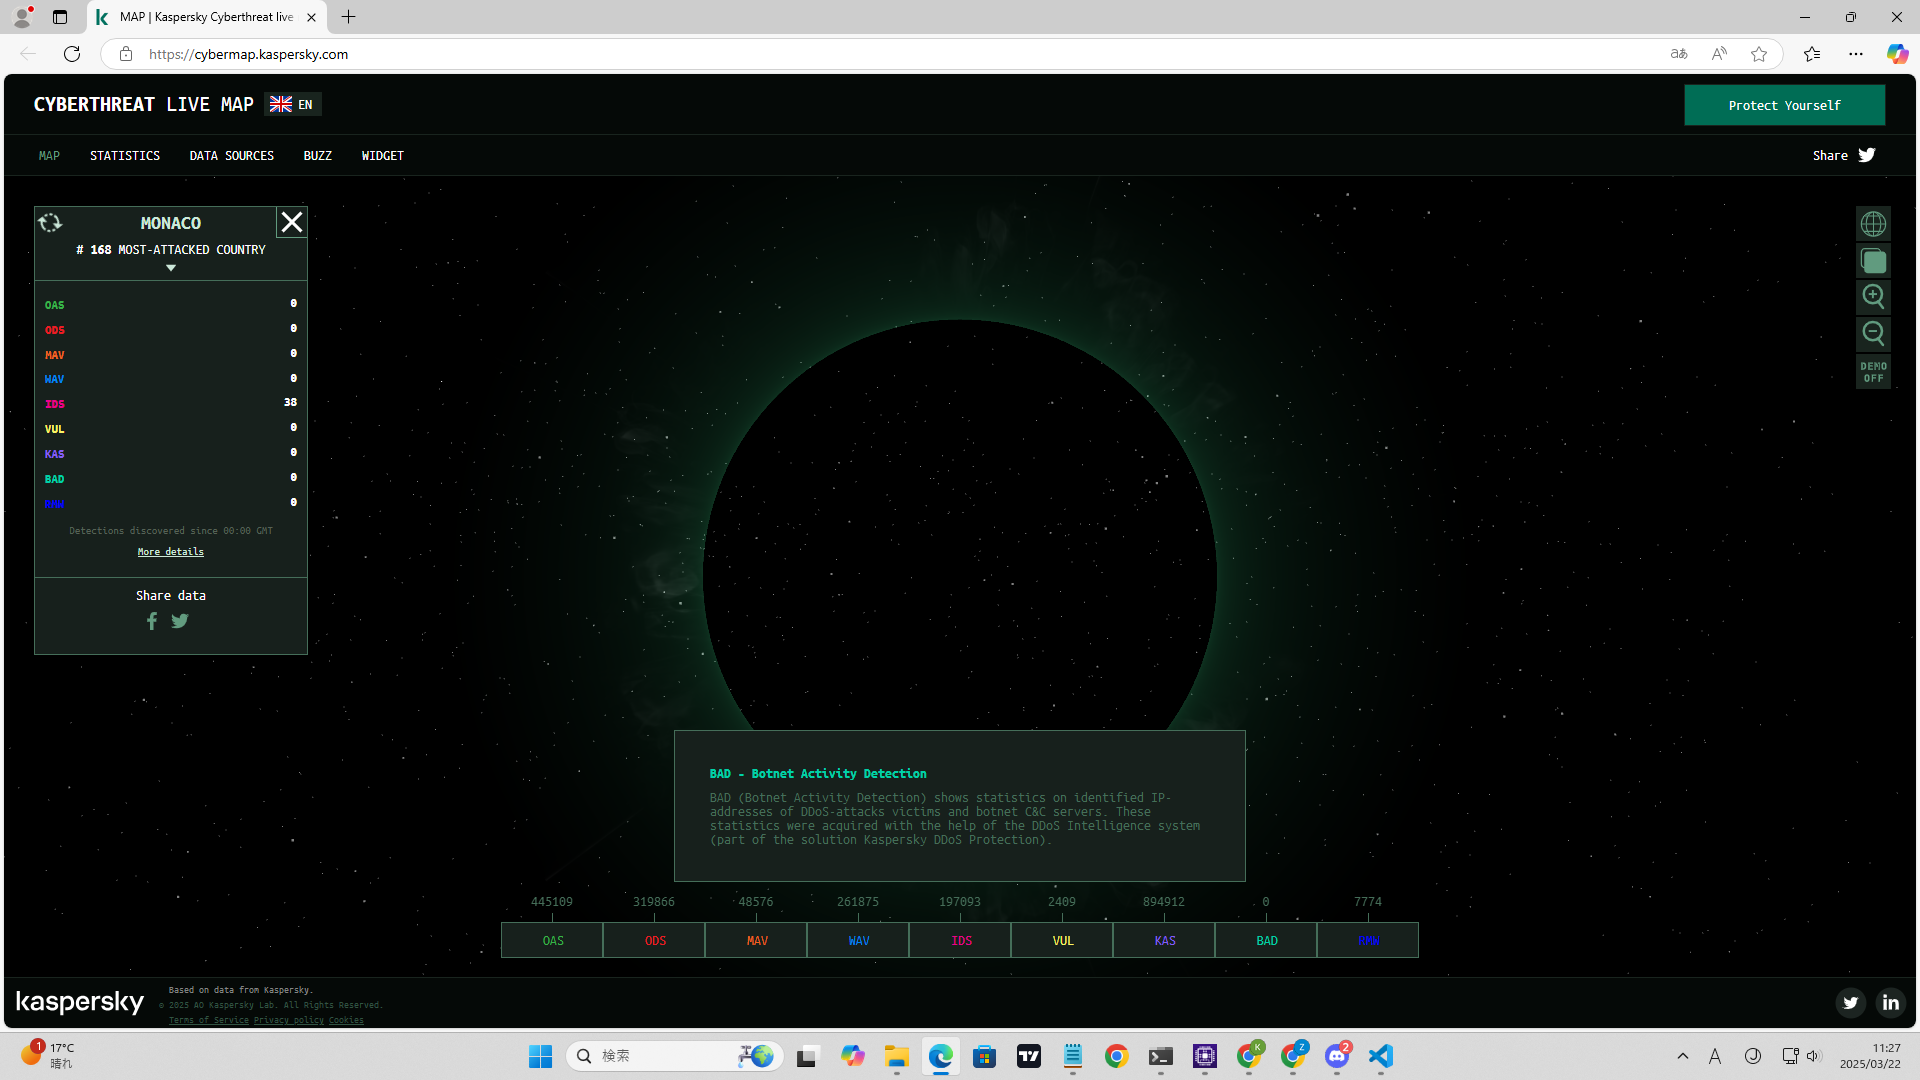 MAP | Kaspersky Cyberthreat live
https://cybermap.kaspersky.com
CYBERTHREAT LIVE MAP EN
Protect Yourself
MAP STATISTICS DATA SOURCES BUZZ WIDGET
Share
MONACO
# 168 MOST-ATTACKED COUNTRY
OAS 0
ODS 0
MAV 0
WAV 0
IDS 38
VUL 0
KAS 0
BAD 0
RMW 0
Detections discovered since 00:00 GMT
More details
Share data
DEMO
OFF
BAD - Botnet Activity Detection
BAD (Botnet Activity Detection) shows statistics on identified IP-
addresses of DDoS-attacks victims and botnet C&C servers. These
statistics were acquired with the help of the DDoS Intelligence system
(part of the solution Kaspersky DDoS Protection).
445109 319866 48576 261875 197093 2409 894912 0 7774
OAS ODS MAV WAV IDS VUL KAS BAD RMW
kaspersky
Based on data from Kaspersky.
© 2025 AO Kaspersky Lab. All Rights Reserved.
Terms of Service Privacy policy Cookies
1
17°C
晴れ
検索
K
Z
2
A
11:27
2025/03/22